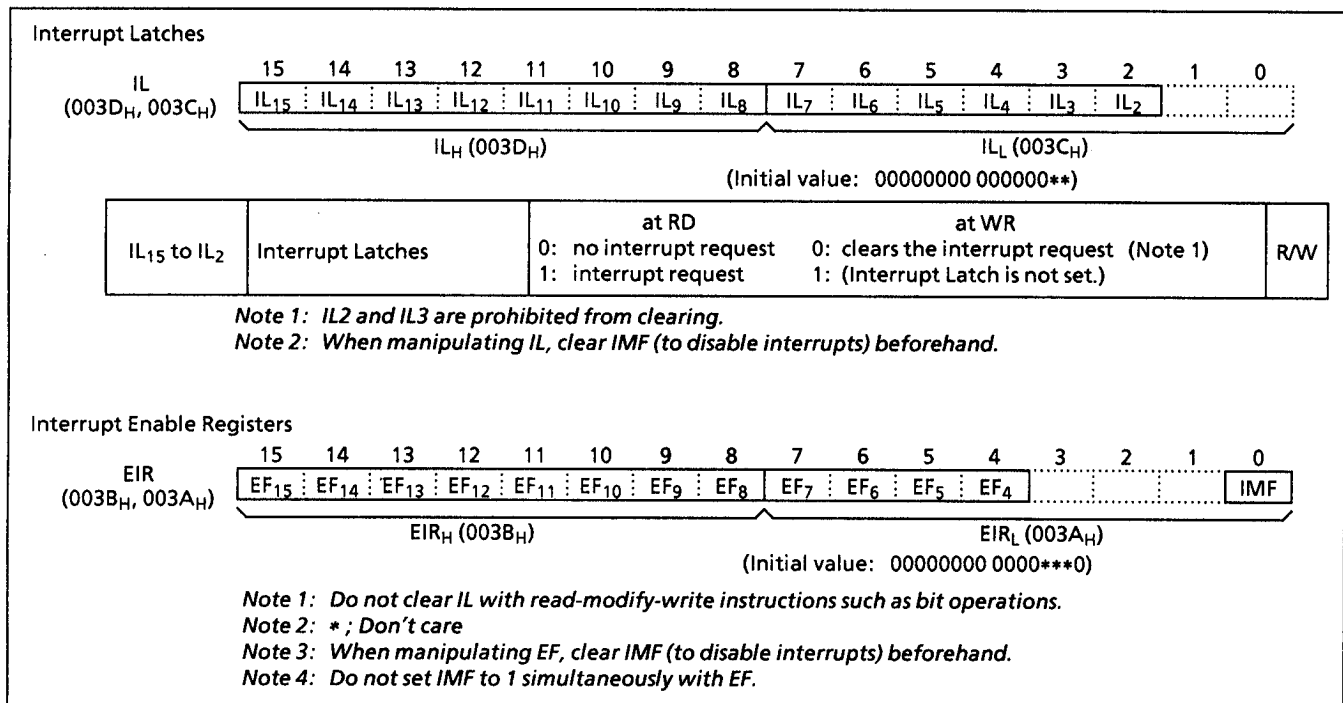 Interrupt Latches
15 14 13 12 11 10 9 8 7 6 5 4 3 2 1 0
IL
(003DH, 003CH)
IL15 IL14 IL13 IL12 IL11 IL10 IL9 IL8 IL7 IL6 IL5 IL4 IL3 IL2
ILH (003DH) ILL (003CH)
(Initial value: 00000000 000000**)
at RD at WR
IL15 to IL2 Interrupt Latches 0: no interrupt request 0: clears the interrupt request (Note 1) R/W
1: interrupt request 1: (Interrupt Latch is not set.)
Note 1: IL2 and IL3 are prohibited from clearing.
Note 2: When manipulating IL, clear IMF (to disable interrupts) beforehand.
Interrupt Enable Registers
15 14 13 12 11 10 9 8 7 6 5 4 3 2 1 0
EIR
(003BH, 003AH)
EF15 EF14 EF13 EF12 EF11 EF10 EF9 EF8 EF7 EF6 EF5 EF4 IMF
EIRH (003BH) EIRL (003AH)
(Initial value: 00000000 0000***0)
Note 1: Do not clear IL with read-modify-write instructions such as bit operations.
Note 2: * ; Don't care
Note 3: When manipulating EF, clear IMF (to disable interrupts) beforehand.
Note 4: Do not set IMF to 1 simultaneously with EF.